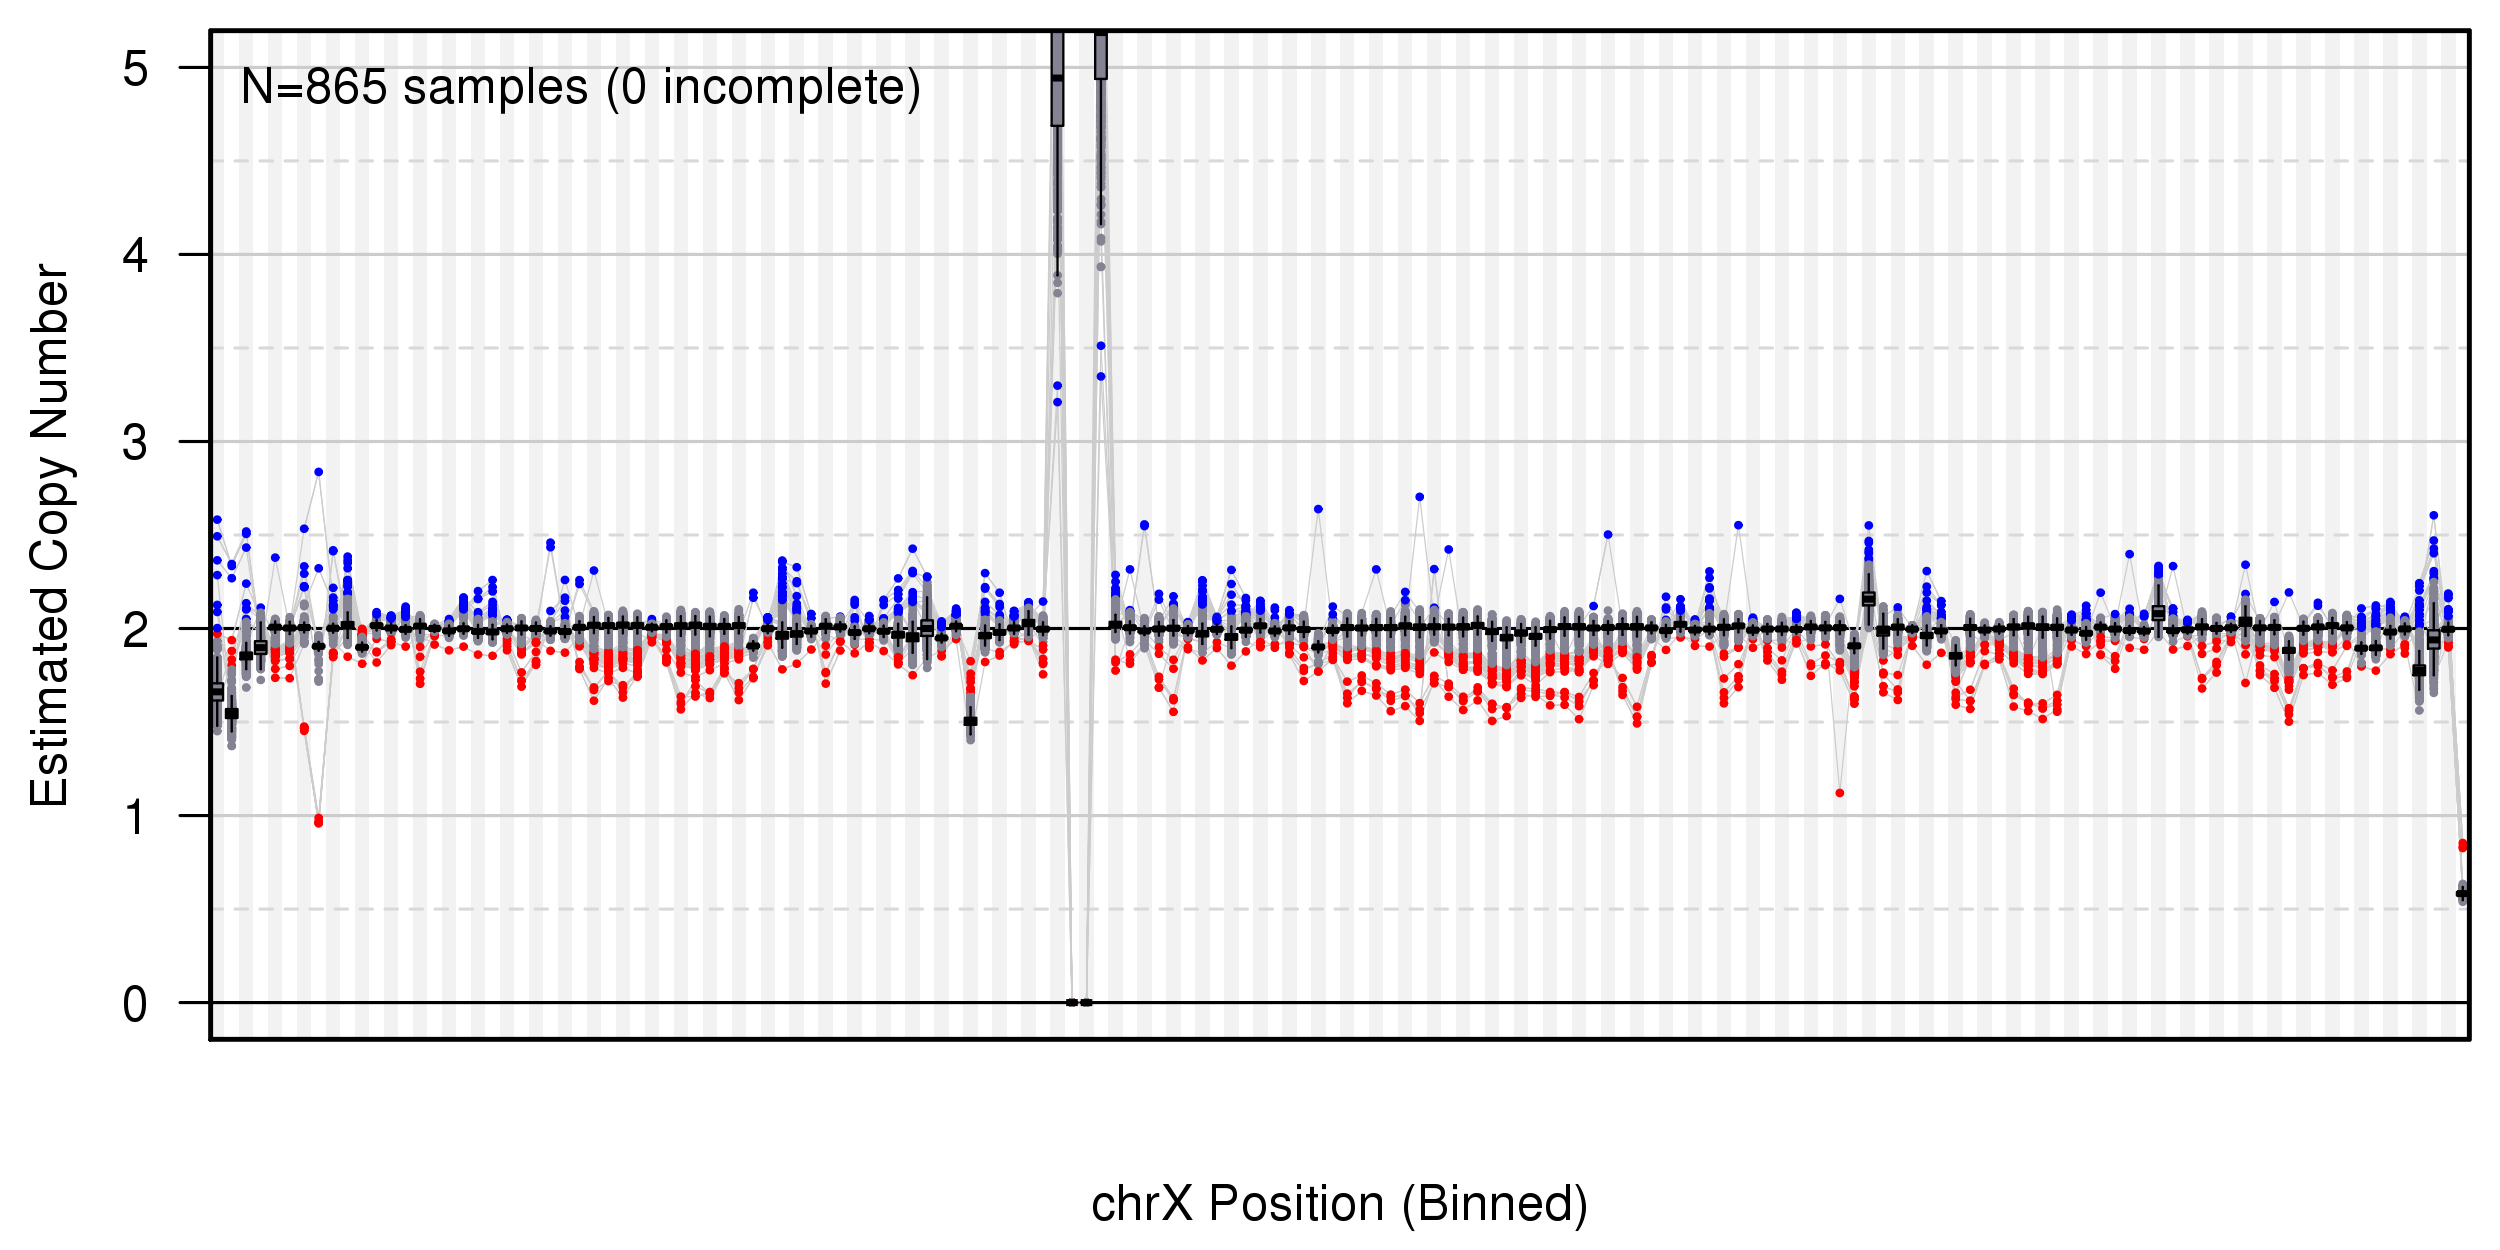 N=865 samples (0 incomplete)
5
4
3
2
1
0
Estimated Copy Number
chrX Position (Binned)